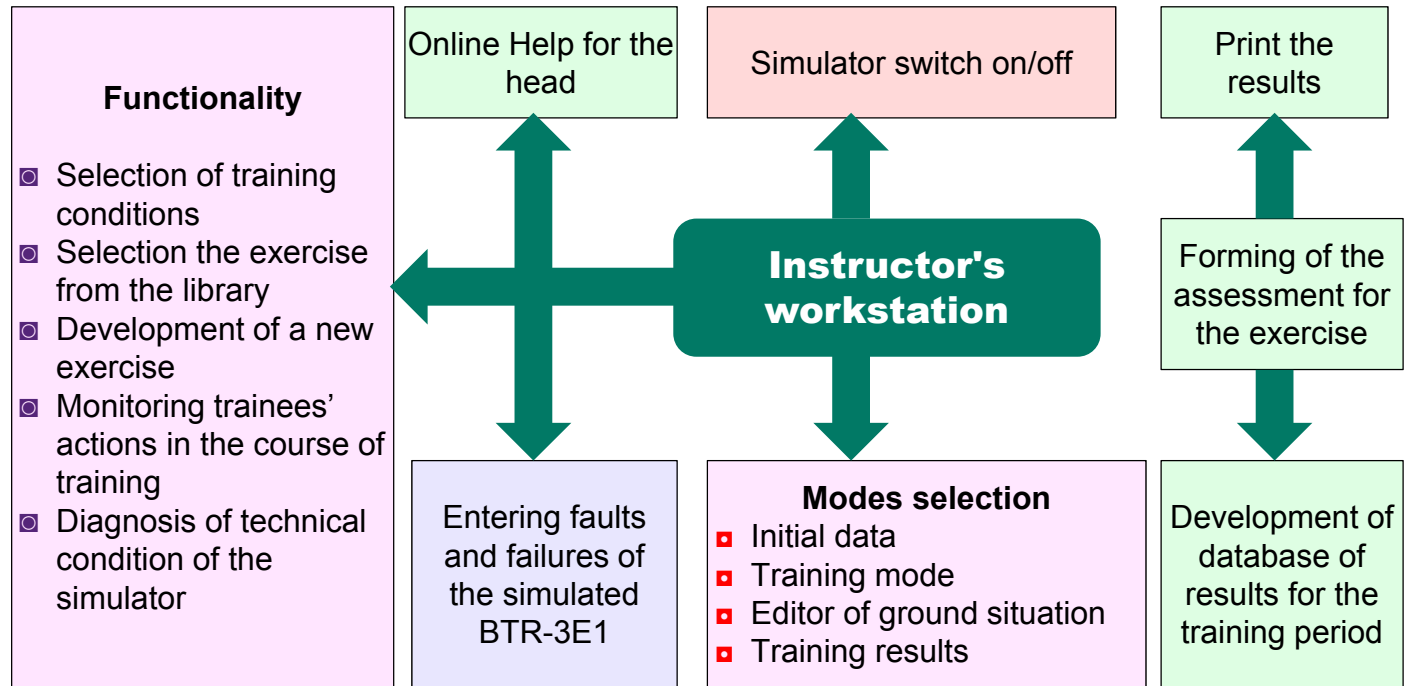 Functionality
◙ Selection of training
conditions
◙ Selection the exercise
from the library
◙ Development of a new
exercise
◙ Monitoring trainees’
actions in the course of
training
◙ Diagnosis of technical
condition of the
simulator
Online Help for the
head
Simulator switch on/off
Print the
results
Instructor's
workstation
Forming of the
assessment for
the exercise
Entering faults
and failures of
the simulated
BTR-3E1
Modes selection
◘ Initial data
◘ Training mode
◘ Editor of ground situation
◘ Training results
Development of
database of
results for the
training period